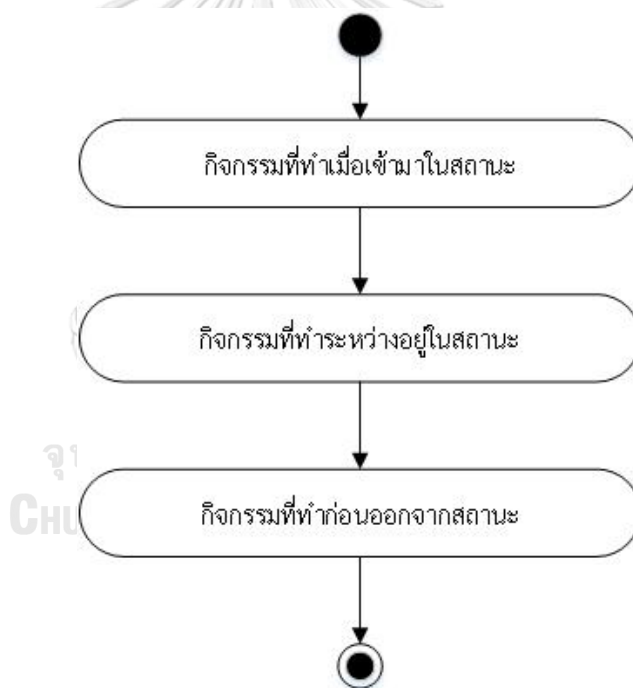 กิจกรรมที่ทำเมื่อเข้ามาในสถานะ
กิจกรรมที่ทำระหว่างอยู่ในสถานะ
กิจกรรมที่ทำก่อนออกจากสถานะ